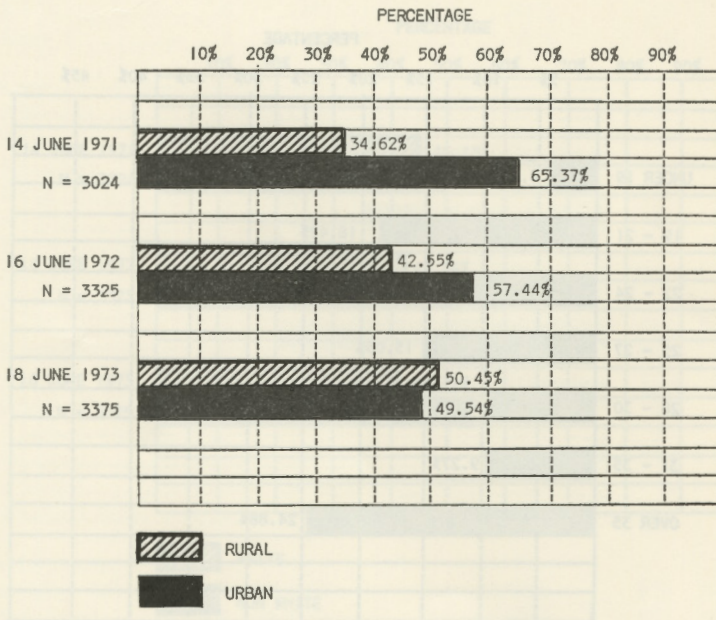 PERCENTAGE
10% 20% 30% 40% 50% 60% 70% 80% 90%
14 JUNE 1971
34.62%
N = 3024
65.37%
16 JUNE 1972
42.55%
N = 3325
57.44%
18 JUNE 1973
50.45%
N = 3375
49.54%
RURAL
URBAN